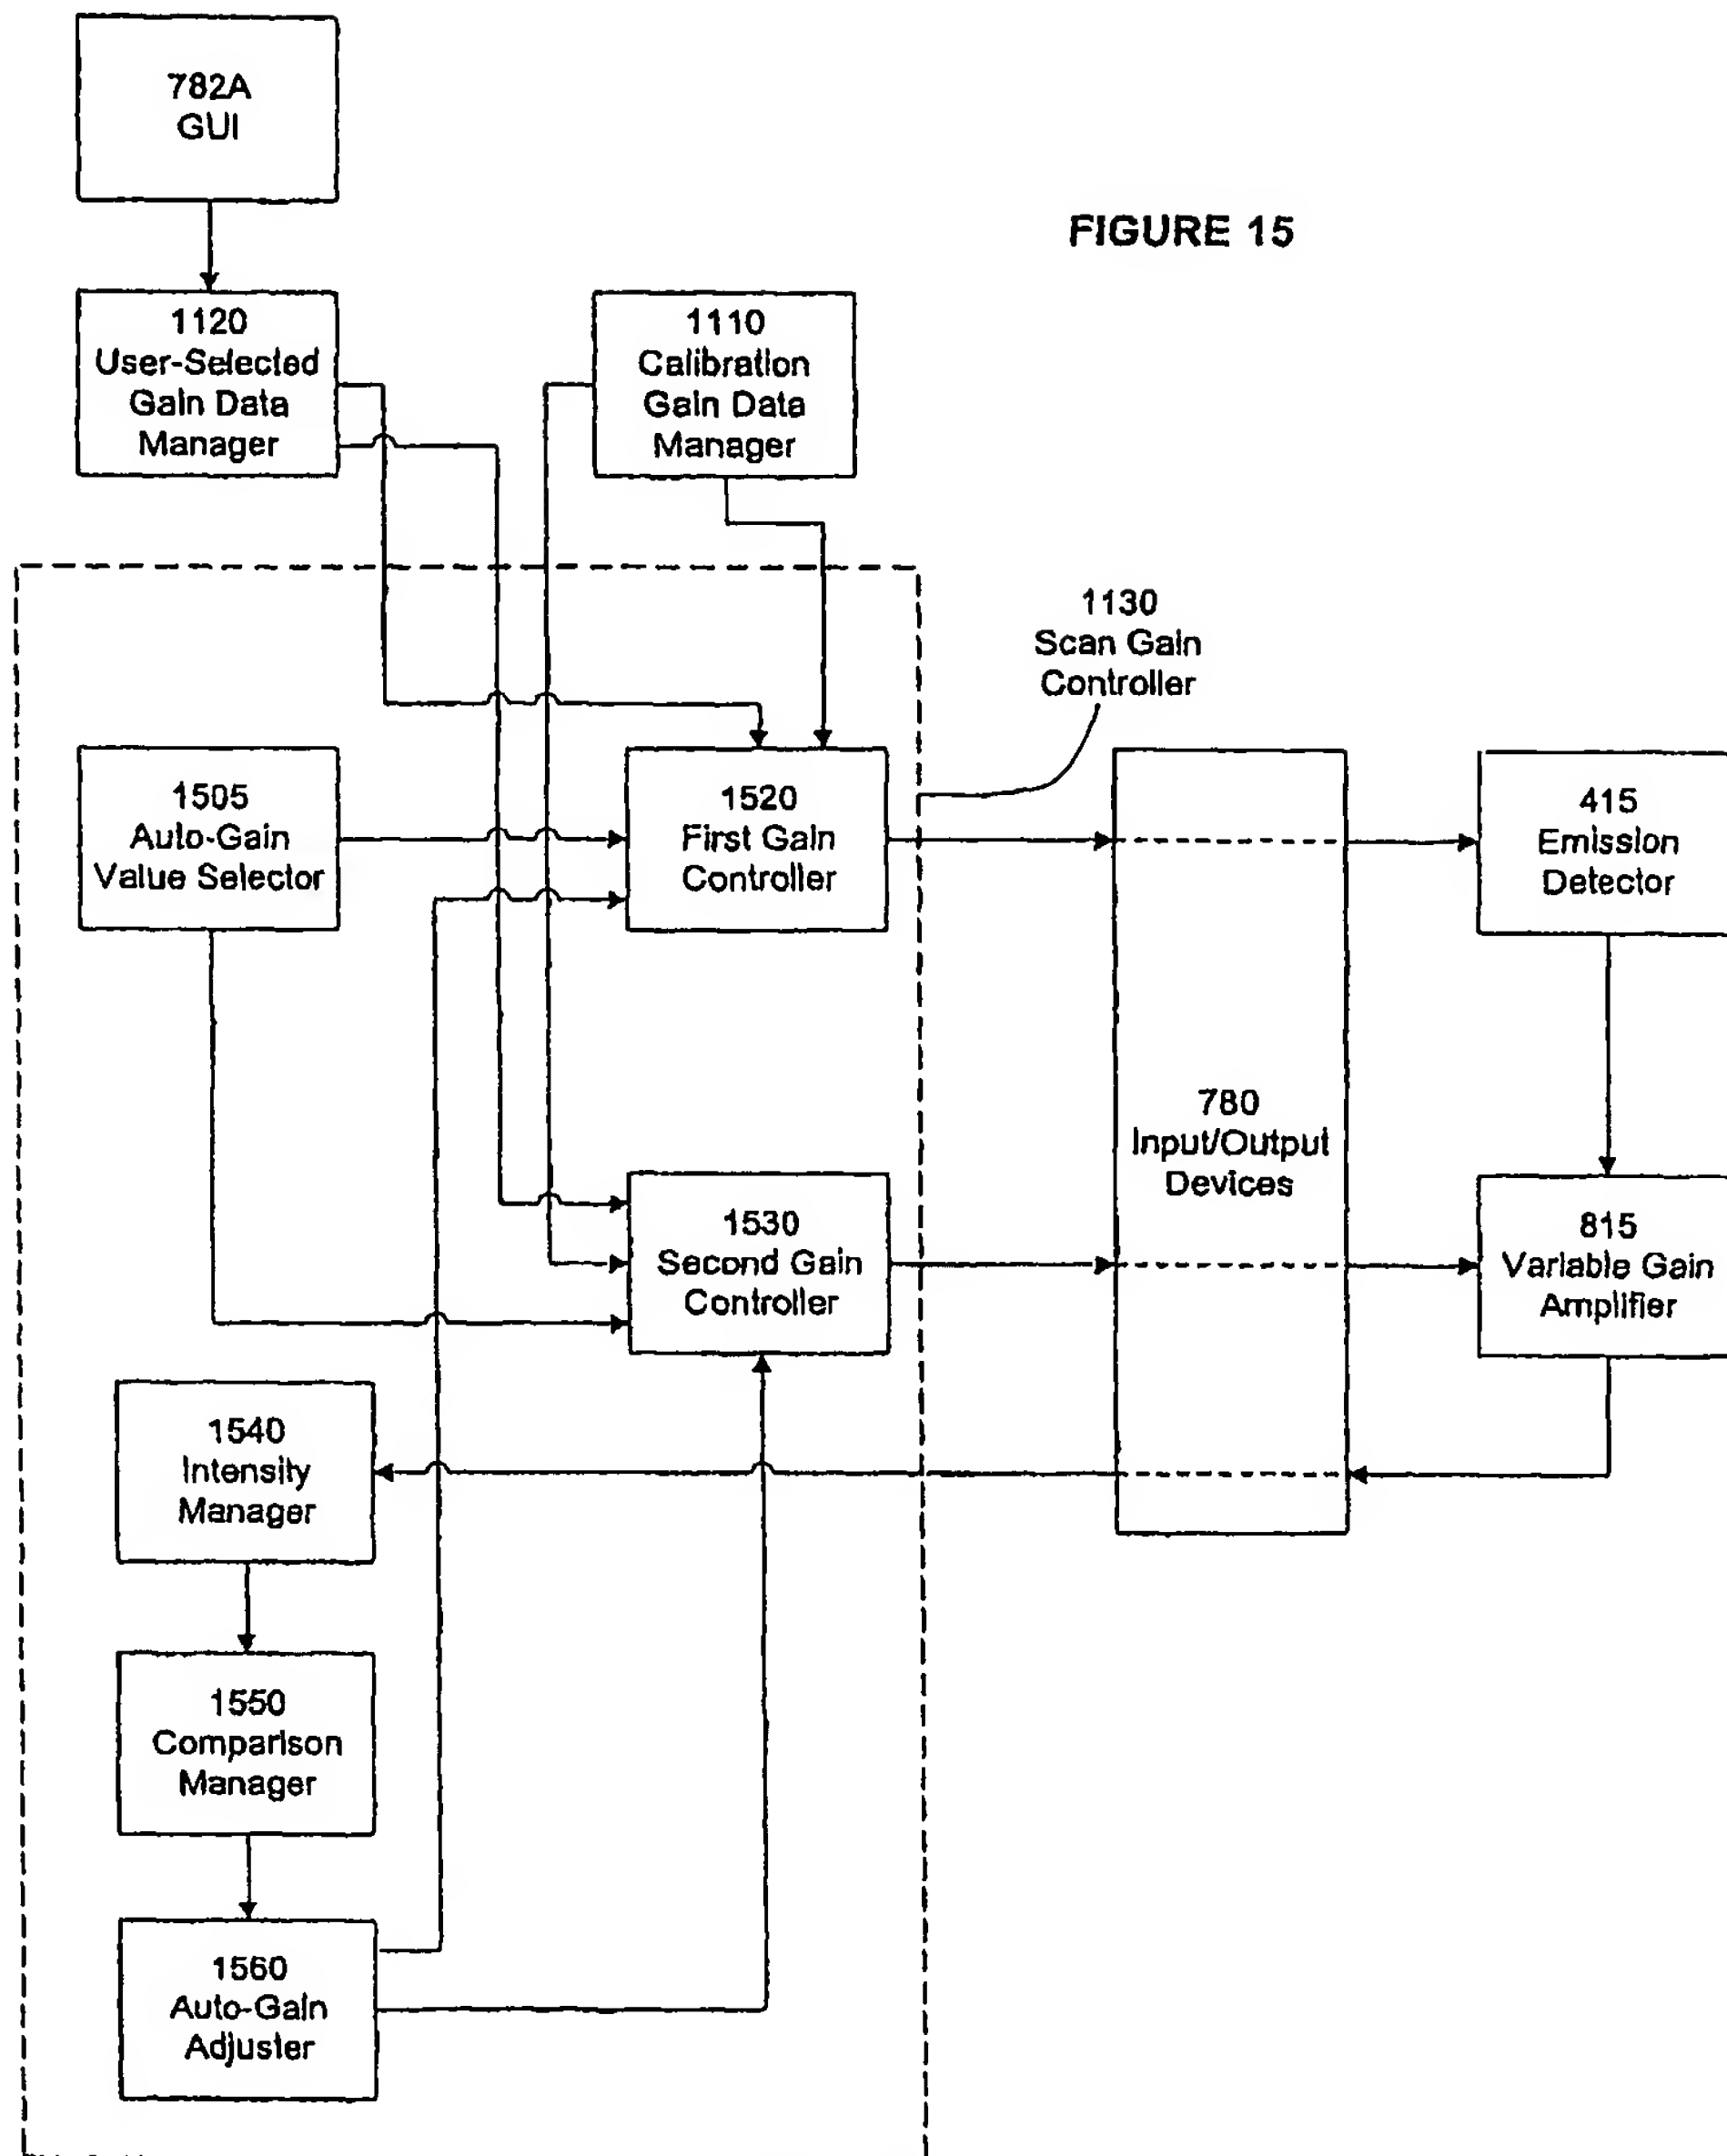 782A
GUI
FIGURE 15
1120
User-Selected
Gain Data
Manager
1110
Calibration
Gain Data
Manager
1130
Scan Gain
Controller
1505
Auto-Gain
Value Selector
1520
First Gain
Controller
415
Emission
Detector
780
Input/Output
Devices
1530
Second Gain
Controller
815
Variable Gain
Amplifier
1540
Intensity
Manager
1550
Comparison
Manager
1560
Auto-Gain
Adjuster